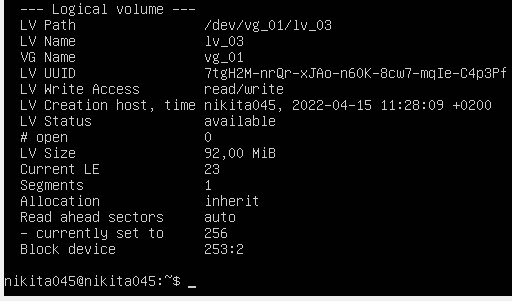 --- Logical volume ---
LV Path                /dev/vg_01/lv_03
LV Name                lv_03
VG Name                vg_01
LV UUID                7tgH2M-nrQr-xJAo-n60K-8cw7-mqIe-C4p3Pf
LV Write Access        read/write
LV Creation host, time nikita045, 2022-04-15 11:28:09 +0200
LV Status              available
# open                 0
LV Size                92,00 MiB
Current LE             23
Segments               1
Allocation             inherit
Read ahead sectors     auto
- currently set to     256
Block device           253:2
nikita045@nikita045:~$ _